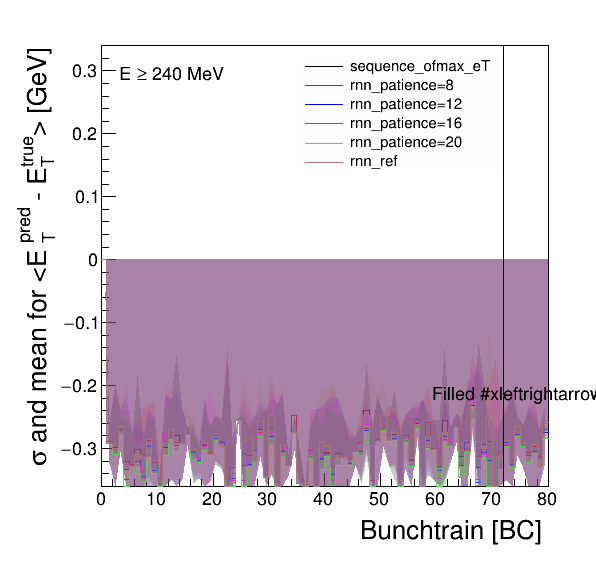 E ≥ 240 MeV
sequence_ofmax_eT
rnn_patience=8
rnn_patience=12
rnn_patience=16
rnn_patience=20
rnn_ref
σ and mean for <E_T^pred - E_T^true> [GeV]
0.3
0.2
0.1
0
−0.1
−0.2
−0.3
Filled #xleftrightarrow
0 10 20 30 40 50 60 70 80
Bunchtrain [BC]